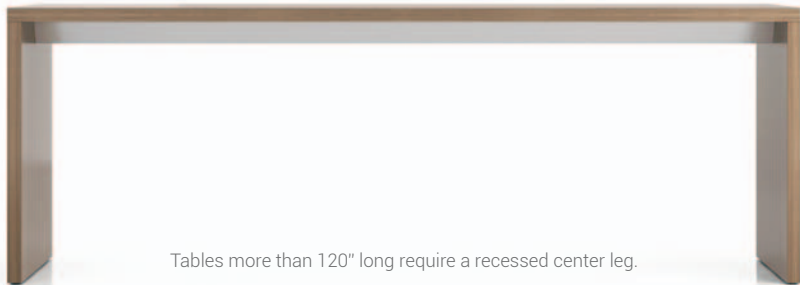 Tables more than 120" long require a recessed center leg.